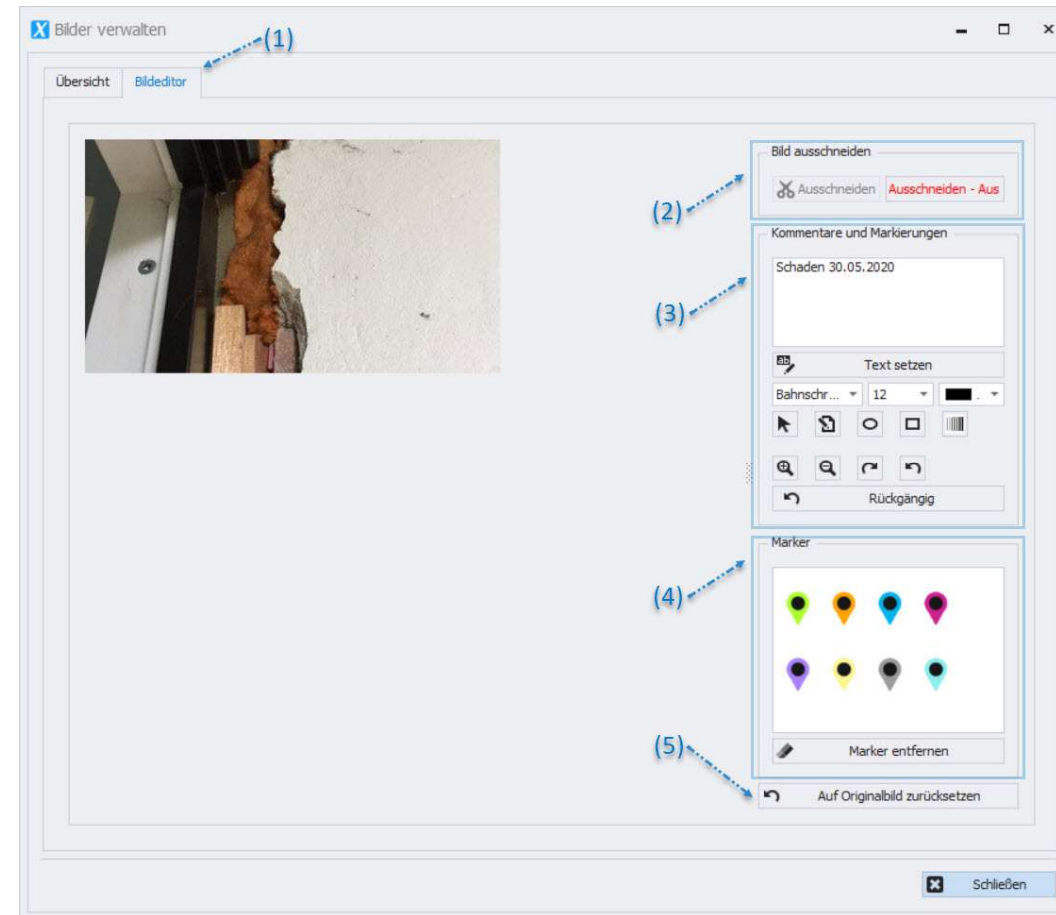 Bilder verwalten
(1)
Übersicht Bildeditor
Bild ausschneiden
Ausschneiden Ausschneiden - Aus
(2)
Kommentare und Markierungen
Schaden 30.05.2020
(3)
Text setzen
Bahnschr... 12 .
Rückgängig
Marker
(4)
Marker entfernen
(5)
Auf Originalbild zurücksetzen
Schließen